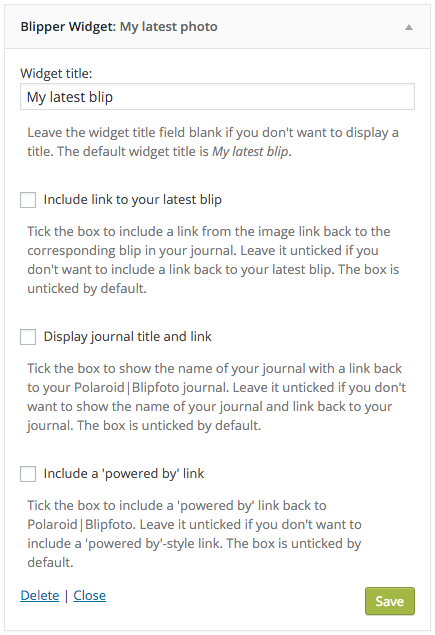 Blipper Widget: My latest photo
Widget title:
My latest blip
Leave the widget title field blank if you don't want to display a
title. The default widget title is My latest blip.
Include link to your latest blip
Tick the box to include a link from the image link back to the
corresponding blip in your journal. Leave it unticked if you
don't want to include a link back to your latest blip. The box is
unticked by default.
Display journal title and link
Tick the box to show the name of your journal with a link back
to your Polaroid|Blipfoto journal. Leave it unticked if you don't
want to show the name of your journal and link back to your
journal. The box is unticked by default.
Include a 'powered by' link
Tick the box to include a 'powered by' link back to
Polaroid|Blipfoto. Leave it unticked if you don't want to
include a 'powered by'-style link. The box is unticked by
default.
Delete | Close
Save